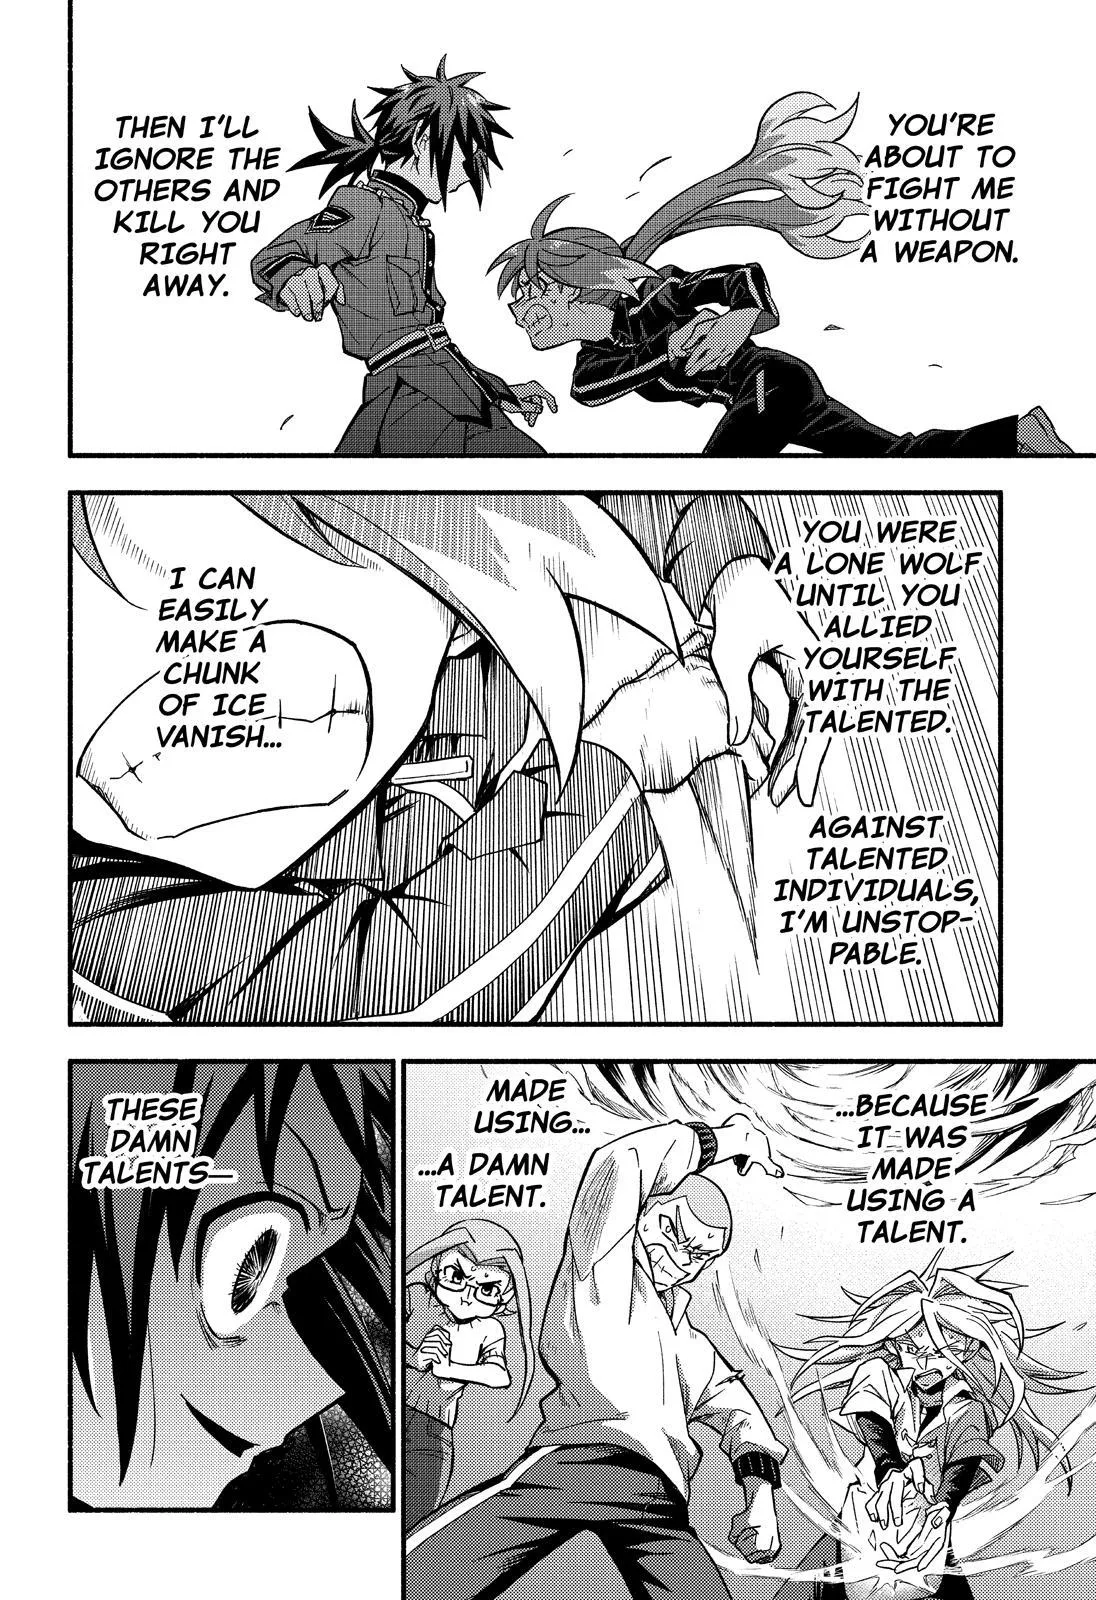 YOU'RE
ABOUT TO
FIGHT ME
WITHOUT
A WEAPON.
THEN I'LL
IGNORE THE
OTHERS AND
KILL YOU
RIGHT
AWAY.
YOU WERE
A LONE WOLF
UNTIL YOU
ALLIED
YOURSELF
WITH THE
TALENTED.
AGAINST
TALENTED
INDIVIDUALS,
I'M UNSTOP-
PABLE.
I CAN
EASILY
MAKE A
CHUNK
OF ICE
VANISH...
...BECAUSE
IT WAS
MADE
USING A
TALENT.
MADE
USING...
...A DAMN
TALENT.
THESE
DAMN
TALENTS—